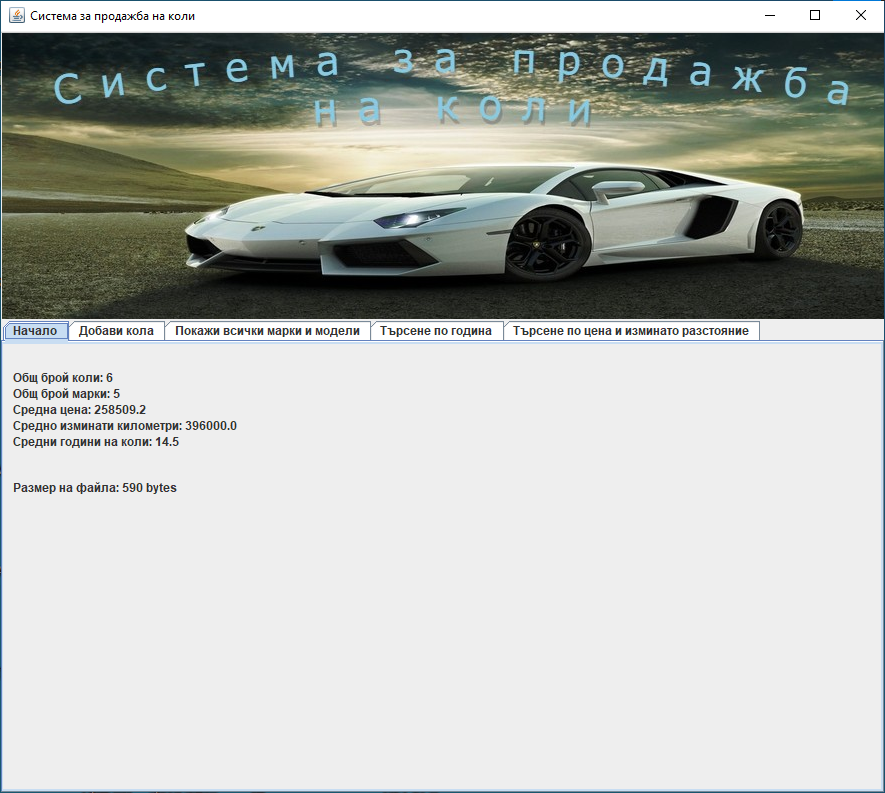 Система за продажба на коли
Система за продажба
на коли
Начало
Добави кола
Покажи всички марки и модели
Търсене по година
Търсене по цена и изминато разстояние
Общ брой коли: 6
Общ брой марки: 5
Средна цена: 258509.2
Средно изминати километри: 396000.0
Средни години на коли: 14.5
Размер на файла: 590 bytes